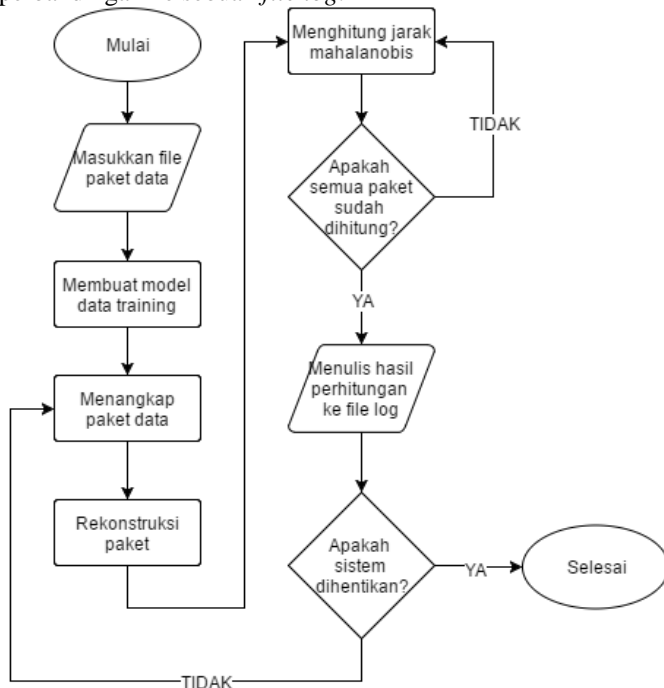 Mulai
Masukkan file
paket data
Membuat model
data training
Menangkap
paket data
Rekonstruksi
paket
Menghitung jarak
mahalanobis
TIDAK
Apakah
semua paket
sudah
dihitung?
YA
Menulis hasil
perhitungan
ke file log
Apakah
sistem
dihentikan?
YA
Selesai
TIDAK